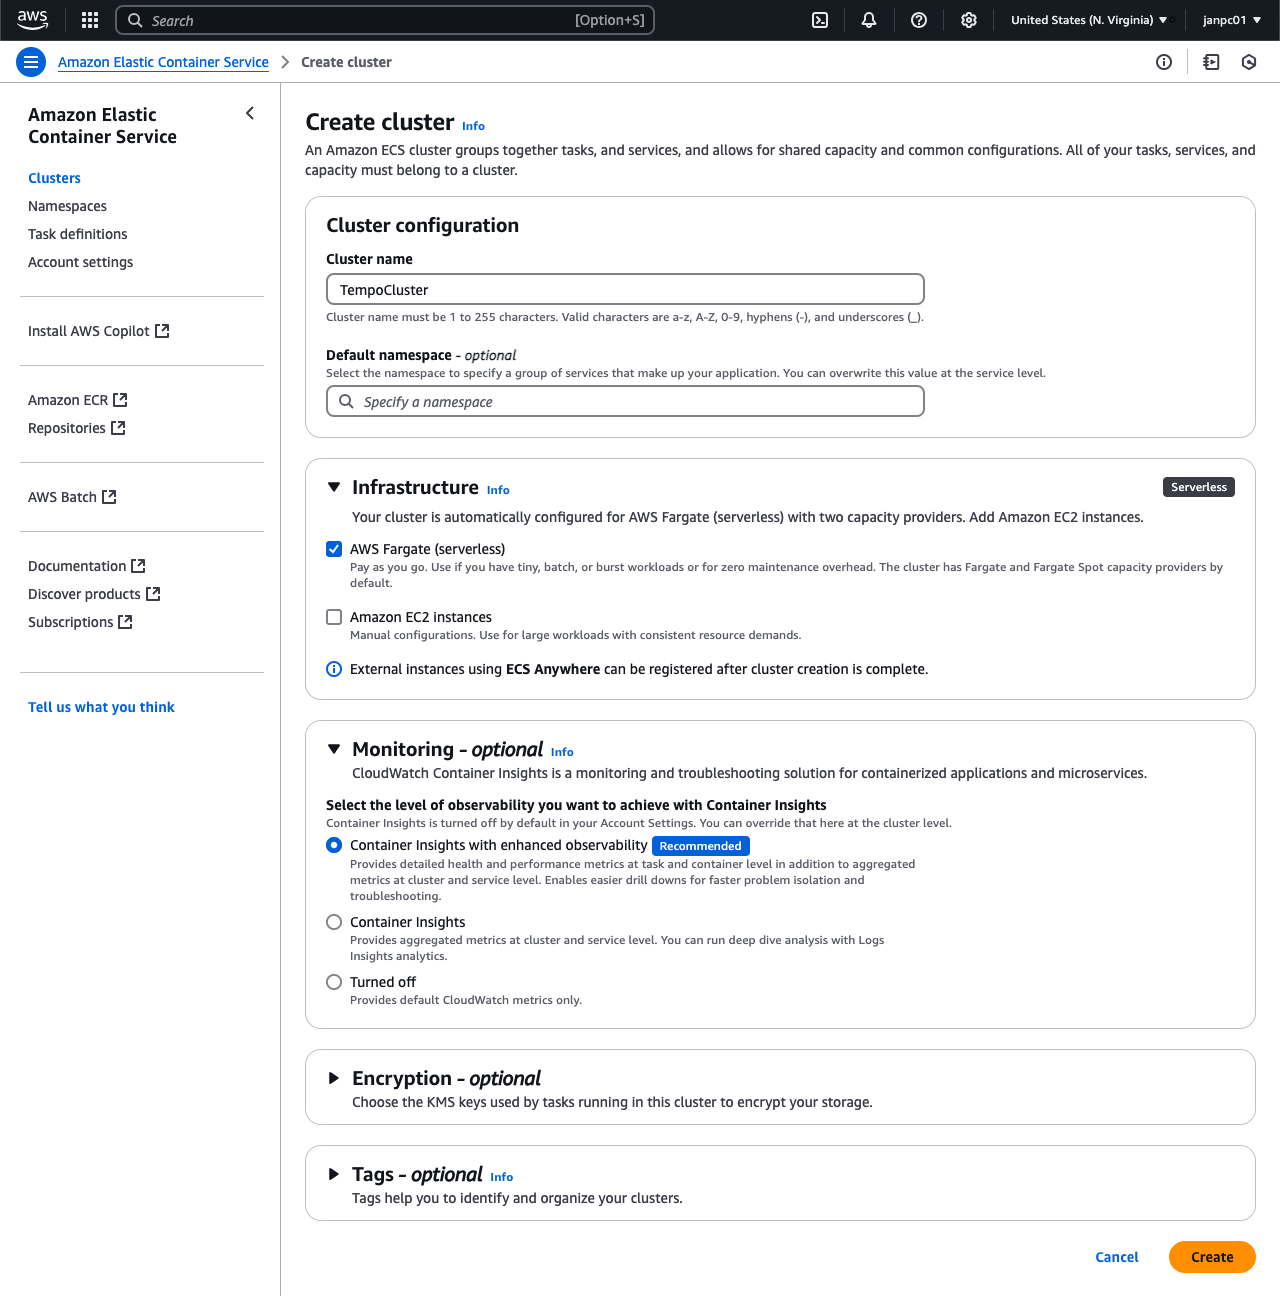 aws
Search
[Option+S]
United States (N. Virginia)
janpc01
Amazon Elastic Container Service
Create cluster
Amazon Elastic
Container Service
Clusters
Namespaces
Task definitions
Account settings
Install AWS Copilot
Amazon ECR
Repositories
AWS Batch
Documentation
Discover products
Subscriptions
Tell us what you think
Create cluster Info
An Amazon ECS cluster groups together tasks, and services, and allows for shared capacity and common configurations. All of your tasks, services, and
capacity must belong to a cluster.
Cluster configuration
Cluster name
TempoCluster
Cluster name must be 1 to 255 characters. Valid characters are a-z, A-Z, 0-9, hyphens (-), and underscores (_).
Default namespace - optional
Select the namespace to specify a group of services that make up your application. You can overwrite this value at the service level.
Specify a namespace
Infrastructure Info
Serverless
Your cluster is automatically configured for AWS Fargate (serverless) with two capacity providers. Add Amazon EC2 instances.
AWS Fargate (serverless)
Pay as you go. Use if you have tiny, batch, or burst workloads or for zero maintenance overhead. The cluster has Fargate and Fargate Spot capacity providers by
default.
Amazon EC2 instances
Manual configurations. Use for large workloads with consistent resource demands.
External instances using ECS Anywhere can be registered after cluster creation is complete.
Monitoring - optional Info
CloudWatch Container Insights is a monitoring and troubleshooting solution for containerized applications and microservices.
Select the level of observability you want to achieve with Container Insights
Container Insights is turned off by default in your Account Settings. You can override that here at the cluster level.
Container Insights with enhanced observability Recommended
Provides detailed health and performance metrics at task and container level in addition to aggregated
metrics at cluster and service level. Enables easier drill downs for faster problem isolation and
troubleshooting.
Container Insights
Provides aggregated metrics at cluster and service level. You can run deep dive analysis with Logs
Insights analytics.
Turned off
Provides default CloudWatch metrics only.
Encryption - optional
Choose the KMS keys used by tasks running in this cluster to encrypt your storage.
Tags - optional Info
Tags help you to identify and organize your clusters.
Cancel
Create